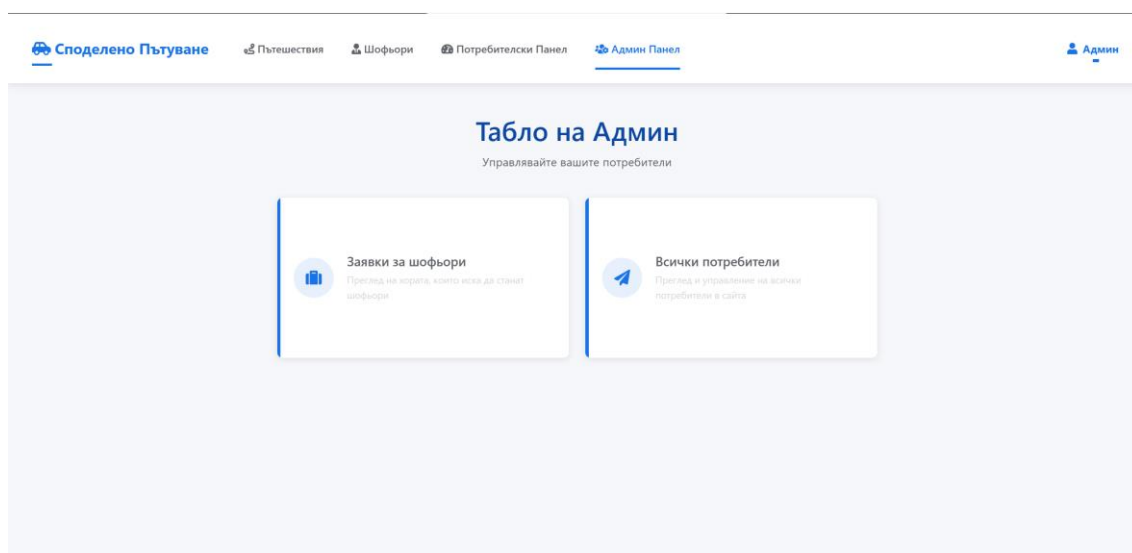 Споделено Пътуване
Пътешествия
Шофьори
Потребителски Панел
Админ Панел
Админ
Табло на Админ
Управлявайте вашите потребители
Заявки за шофьори
Преглед на хората, които иска да станат
шофьори
Всички потребители
Преглед и управление на всички
потребители в сайта